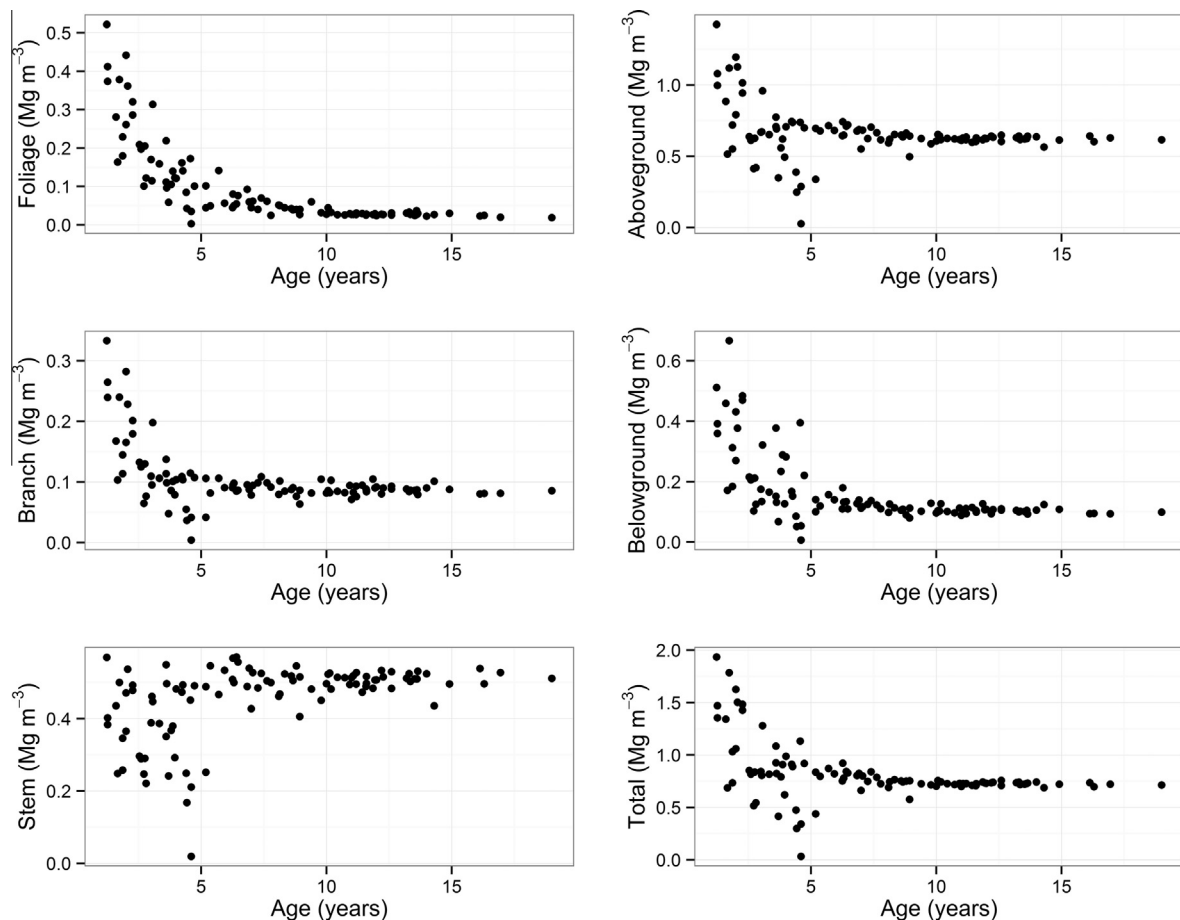 Foliage (Mg m⁻³)
0.5
0.4
0.3
0.2
0.1
0.0
5 10 15
Age (years)
Aboveground (Mg m⁻³)
1.0
0.5
0.0
5 10 15
Age (years)
Branch (Mg m⁻³)
0.3
0.2
0.1
0.0
5 10 15
Age (years)
Belowground (Mg m⁻³)
0.6
0.4
0.2
0.0
5 10 15
Age (years)
Stem (Mg m⁻³)
0.4
0.2
0.0
5 10 15
Age (years)
Total (Mg m⁻³)
2.0
1.5
1.0
0.5
0.0
5 10 15
Age (years)